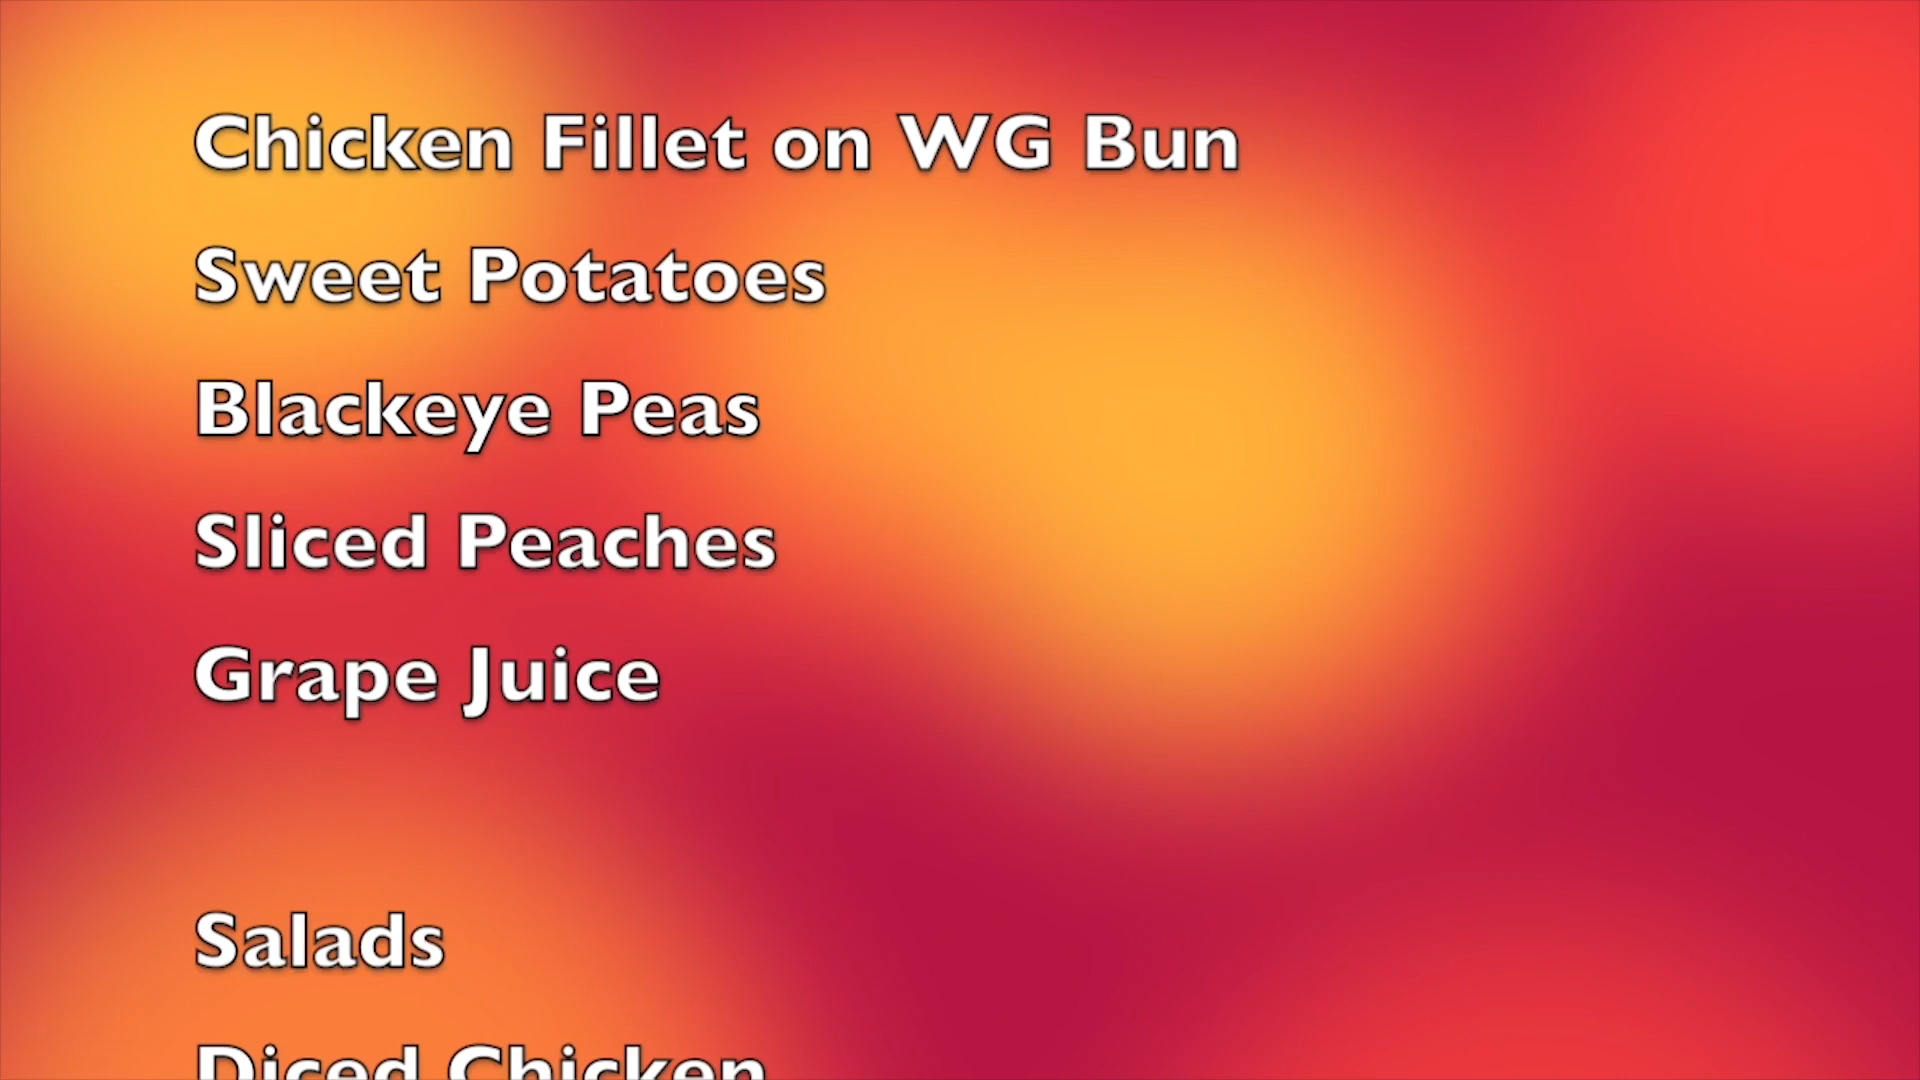 Chicken Fillet on WG Bun
Sweet Potatoes
Blackeye Peas
Sliced Peaches
Grape Juice
Salads
Diced Chicken